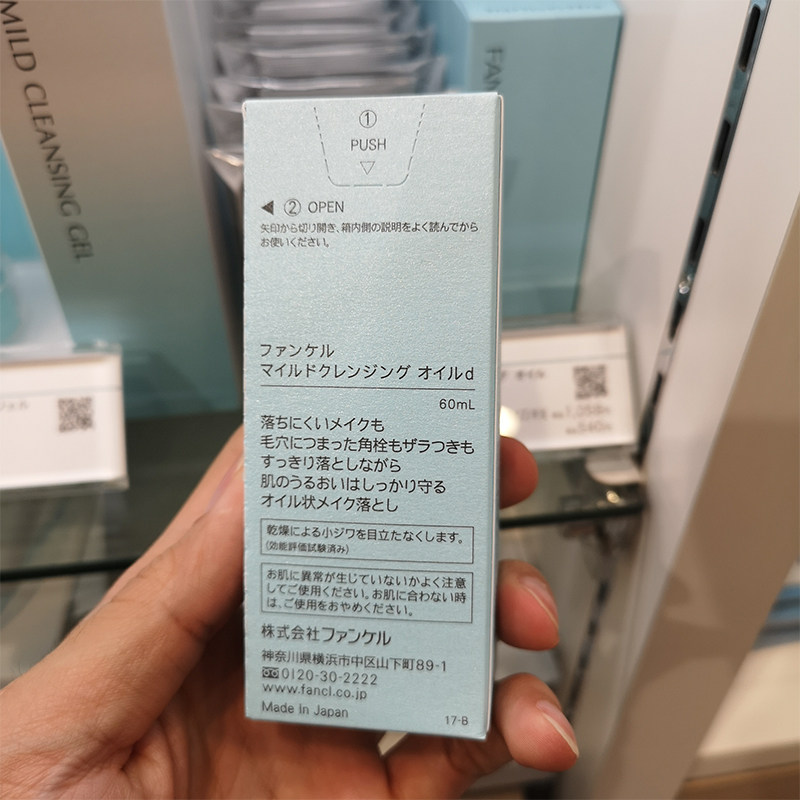 MILD CLEANSING GEL
FAN
①
PUSH
② OPEN
矢印から切り開き、箱内側の説明をよく読んでから
お使いください。
ファンケル
マイルドクレンジング オイルd
60mL
落ちにくいメイクも
毛穴につまった角栓もザラつきも
すっきり落としながら
肌のうるおいはしっかり守る
オイル状メイク落とし
乾燥による小ジワを目立たなくします。
(効能評価試験済み)
お肌に異常が生じていないかよく注意
してご使用ください。お肌に合わない時
は、ご使用をおやめください。
株式会社ファンケル
神奈川県横浜市中区山下町89-1
0120-30-2222
www.fancl.co.jp
Made in Japan
17-B
オイル
1,058
540